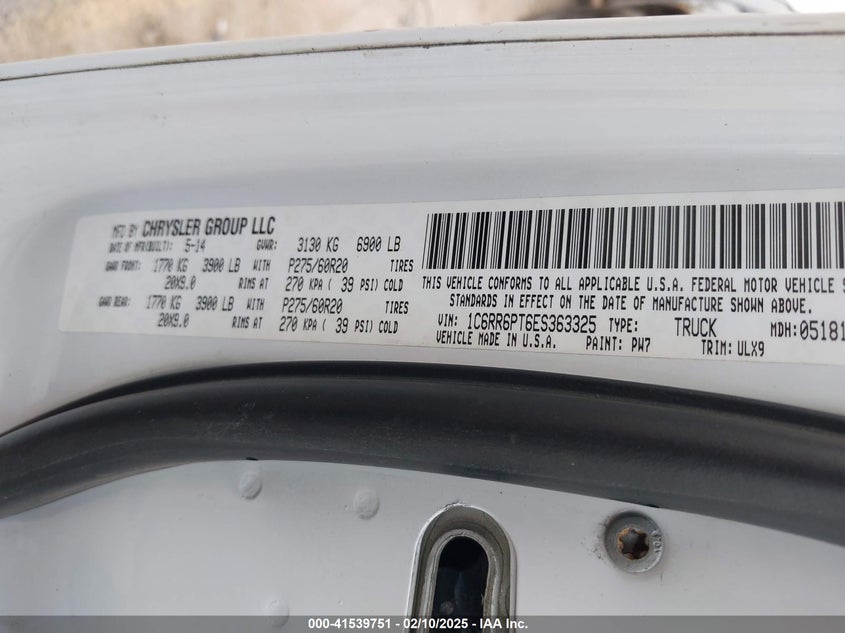 MFD BY CHRYSLER GROUP LLC
DATE OF MFR(BUILT): 5-14 GVWR: 3130 KG 6900 LB
GAWR FRONT: 1770 KG 3900 LB WITH P275/60R20 TIRES
20X9.0 RIMS AT 270 KPA ( 39 PSI) COLD
GAWR REAR: 1770 KG 3900 LB WITH P275/60R20 TIRES
20X9.0 RIMS AT 270 KPA ( 39 PSI) COLD
THIS VEHICLE CONFORMS TO ALL APPLICABLE U.S.A. FEDERAL MOTOR VEHICLE S
STANDARDS IN EFFECT ON THE DATE OF MANUFACTURE SHOWN ABOVE.
VIN: 1C6RR6PT6ES363325 TYPE: TRUCK MDH: 05181
VEHICLE MADE IN U.S.A. PAINT: PW7 TRIM: ULX9
000-41539751 — 02/10/2025 — IAA Inc.